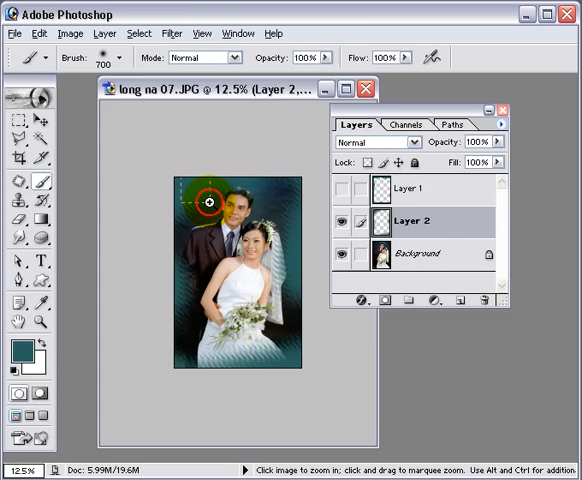 Adobe Photoshop
File Edit Image Layer Select Filter View Window Help
Brush: 700 Mode: Normal Opacity: 100% Flow: 100%
long na 07.JPG @ 12.5% (Layer 2,...
Layers Channels Paths
Normal Opacity: 100%
Lock: Fill: 100%
Layer 1
Layer 2
Background
12.5% Doc: 5.99M/19.6M Click image to zoom in; click and drag to marquee zoom. Use Alt and Ctrl for addition